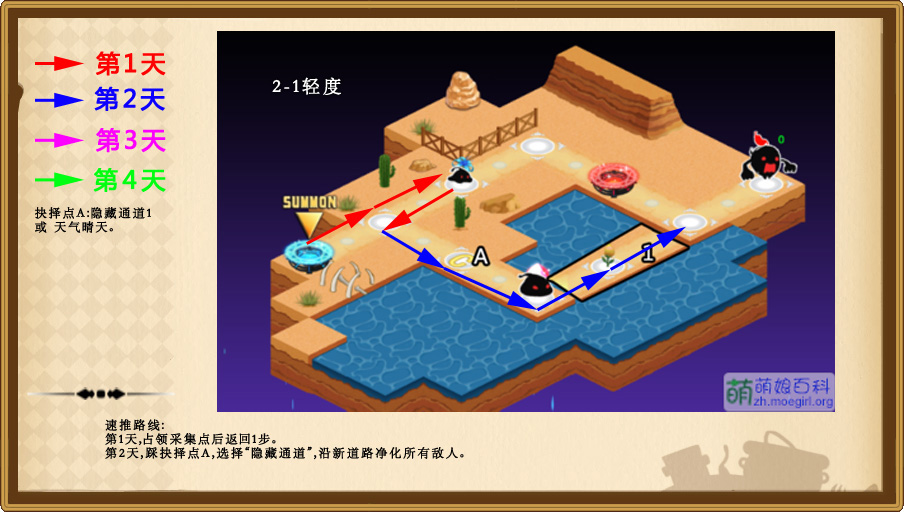 第1天
第2天
第3天
第4天
抉择点A:隐藏通道1
或 天气晴天。
2-1轻度
SUMMON
0
A
1
萌 萌娘百科
zh.moegirl.org
速推路线:
第1天,占领采集点后返回1步。
第2天,踩抉择点A,选择“隐藏通道”,沿新道路净化所有敌人。